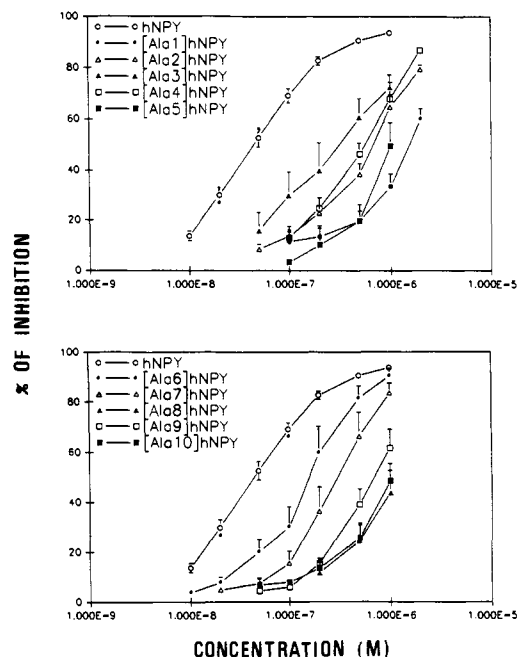 100
80
60
40
20
0
hNPY
[Ala1]hNPY
[Ala2]hNPY
[Ala3]hNPY
[Ala4]hNPY
[Ala5]hNPY
1.000E-9
1.000E-8
1.000E-7
1.000E-6
1.000E-5
% OF INHIBITION
100
80
60
40
20
0
hNPY
[Ala6]hNPY
[Ala7]hNPY
[Ala8]hNPY
[Ala9]hNPY
[Ala10]hNPY
1.000E-9
1.000E-8
1.000E-7
1.000E-6
1.000E-5
CONCENTRATION (M)